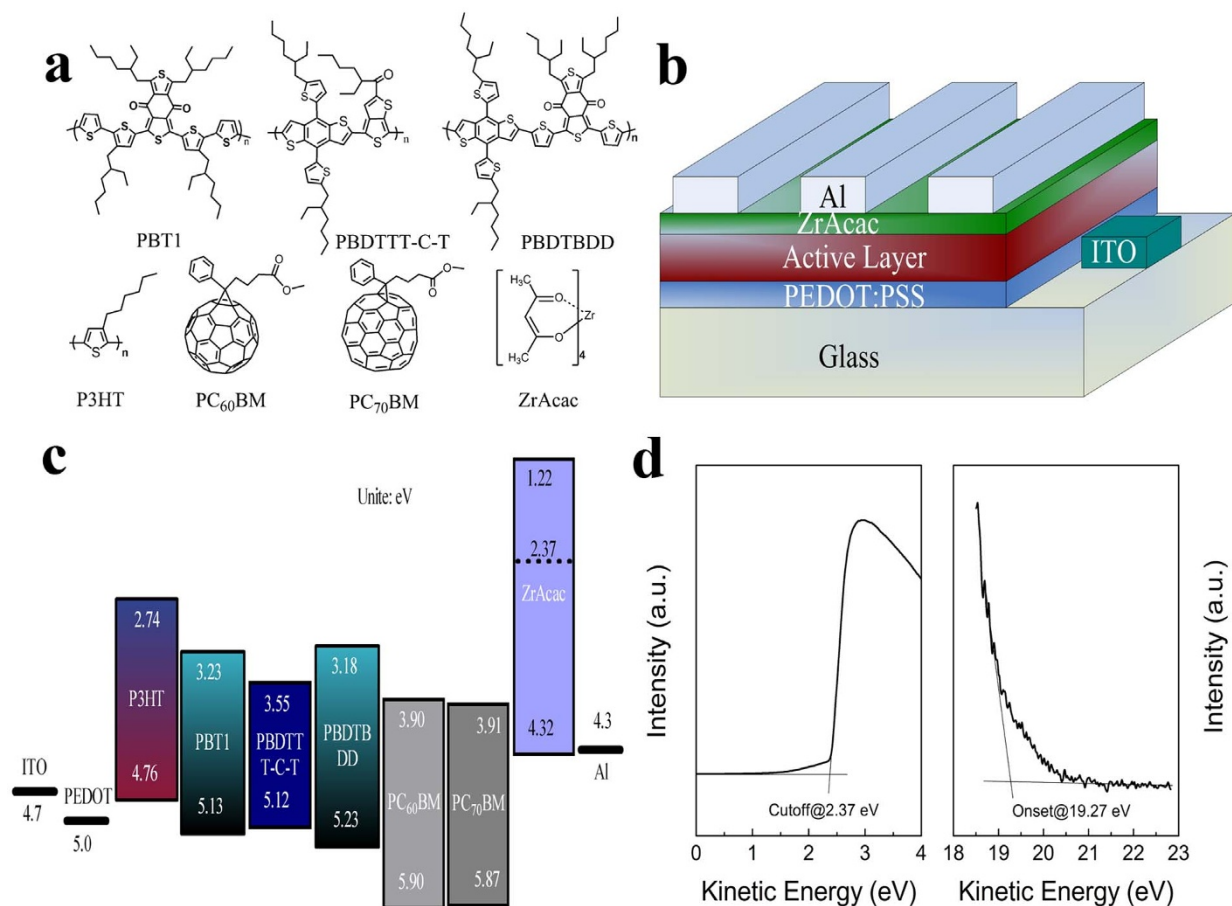 a
PBT1
PBDTTT-C-T
PBDTBDD
P3HT
PC60BM
PC70BM
ZrAcac
S
O
n
H3C
CH3
Zr
4
b
Al
ZrAcac
Active Layer
PEDOT:PSS
ITO
Glass
c
Unite: eV
ITO
4.7
PEDOT
5.0
2.74
P3HT
4.76
3.23
PBT1
5.13
3.55
PBDTT
T-C-T
5.12
3.18
PBDTB
DD
5.23
3.90
PC60BM
5.90
3.91
PC70BM
5.87
1.22
2.37
ZrAcac
4.32
4.3
Al
d
Intensity (a.u.)
Cutoff@2.37 eV
0 1 2 3 4
Kinetic Energy (eV)
Onset@19.27 eV
18 19 20 21 22 23
Kinetic Energy (eV)
Intensity (a.u.)